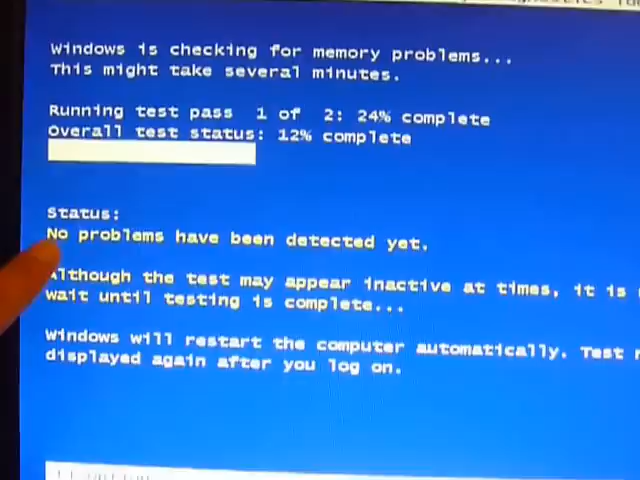 Windows is checking for memory problems...
This might take several minutes.
Running test pass 1 of 2: 24% complete
Overall test status: 12% complete
Status:
No problems have been detected yet.
Although the test may appear inactive at times, it is
wait until testing is complete...
Windows will restart the computer automatically. Test
displayed again after you log on.